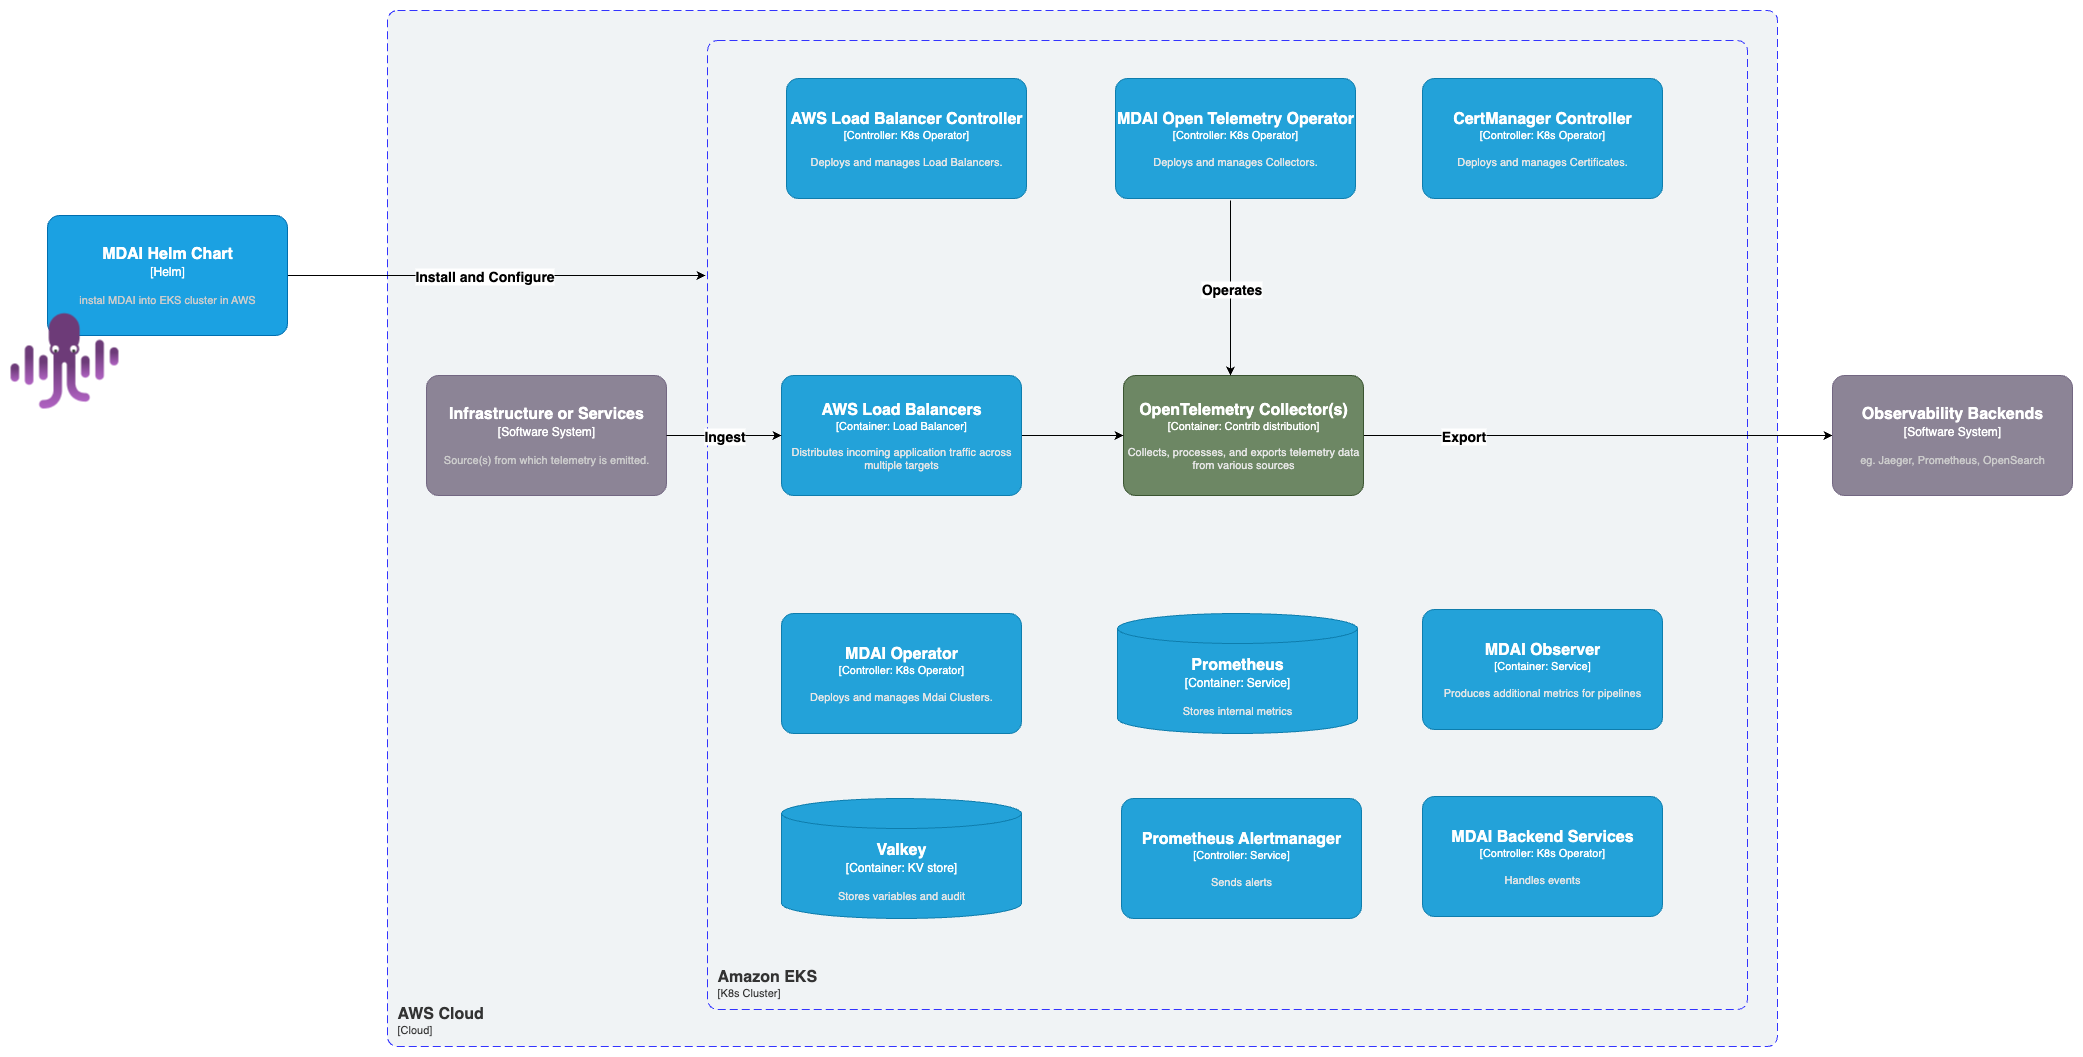 AWS Load Balancer Controller
[Controller: K8s Operator]
Deploys and manages Load Balancers.
MDAI Open Telemetry Operator
[Controller: K8s Operator]
Deploys and manages Collectors.
CertManager Controller
[Controller: K8s Operator]
Deploys and manages Certificates.
MDAI Helm Chart
[Helm]
instal MDAI into EKS cluster in AWS
Install and Configure
Operates
Infrastructure or Services
[Software System]
Source(s) from which telemetry is emitted.
Ingest
AWS Load Balancers
[Container: Load Balancer]
Distributes incoming application traffic across
multiple targets
OpenTelemetry Collector(s)
[Container: Contrib distribution]
Collects, processes, and exports telemetry data
from various sources
Export
Observability Backends
[Software System]
eg. Jaeger, Prometheus, OpenSearch
MDAI Operator
[Controller: K8s Operator]
Deploys and manages Mdai Clusters.
Prometheus
[Container: Service]
Stores internal metrics
MDAI Observer
[Container: Service]
Produces additional metrics for pipelines
Valkey
[Container: KV store]
Stores variables and audit
Prometheus Alertmanager
[Controller: Service]
Sends alerts
MDAI Backend Services
[Controller: K8s Operator]
Handles events
Amazon EKS
[K8s Cluster]
AWS Cloud
[Cloud]